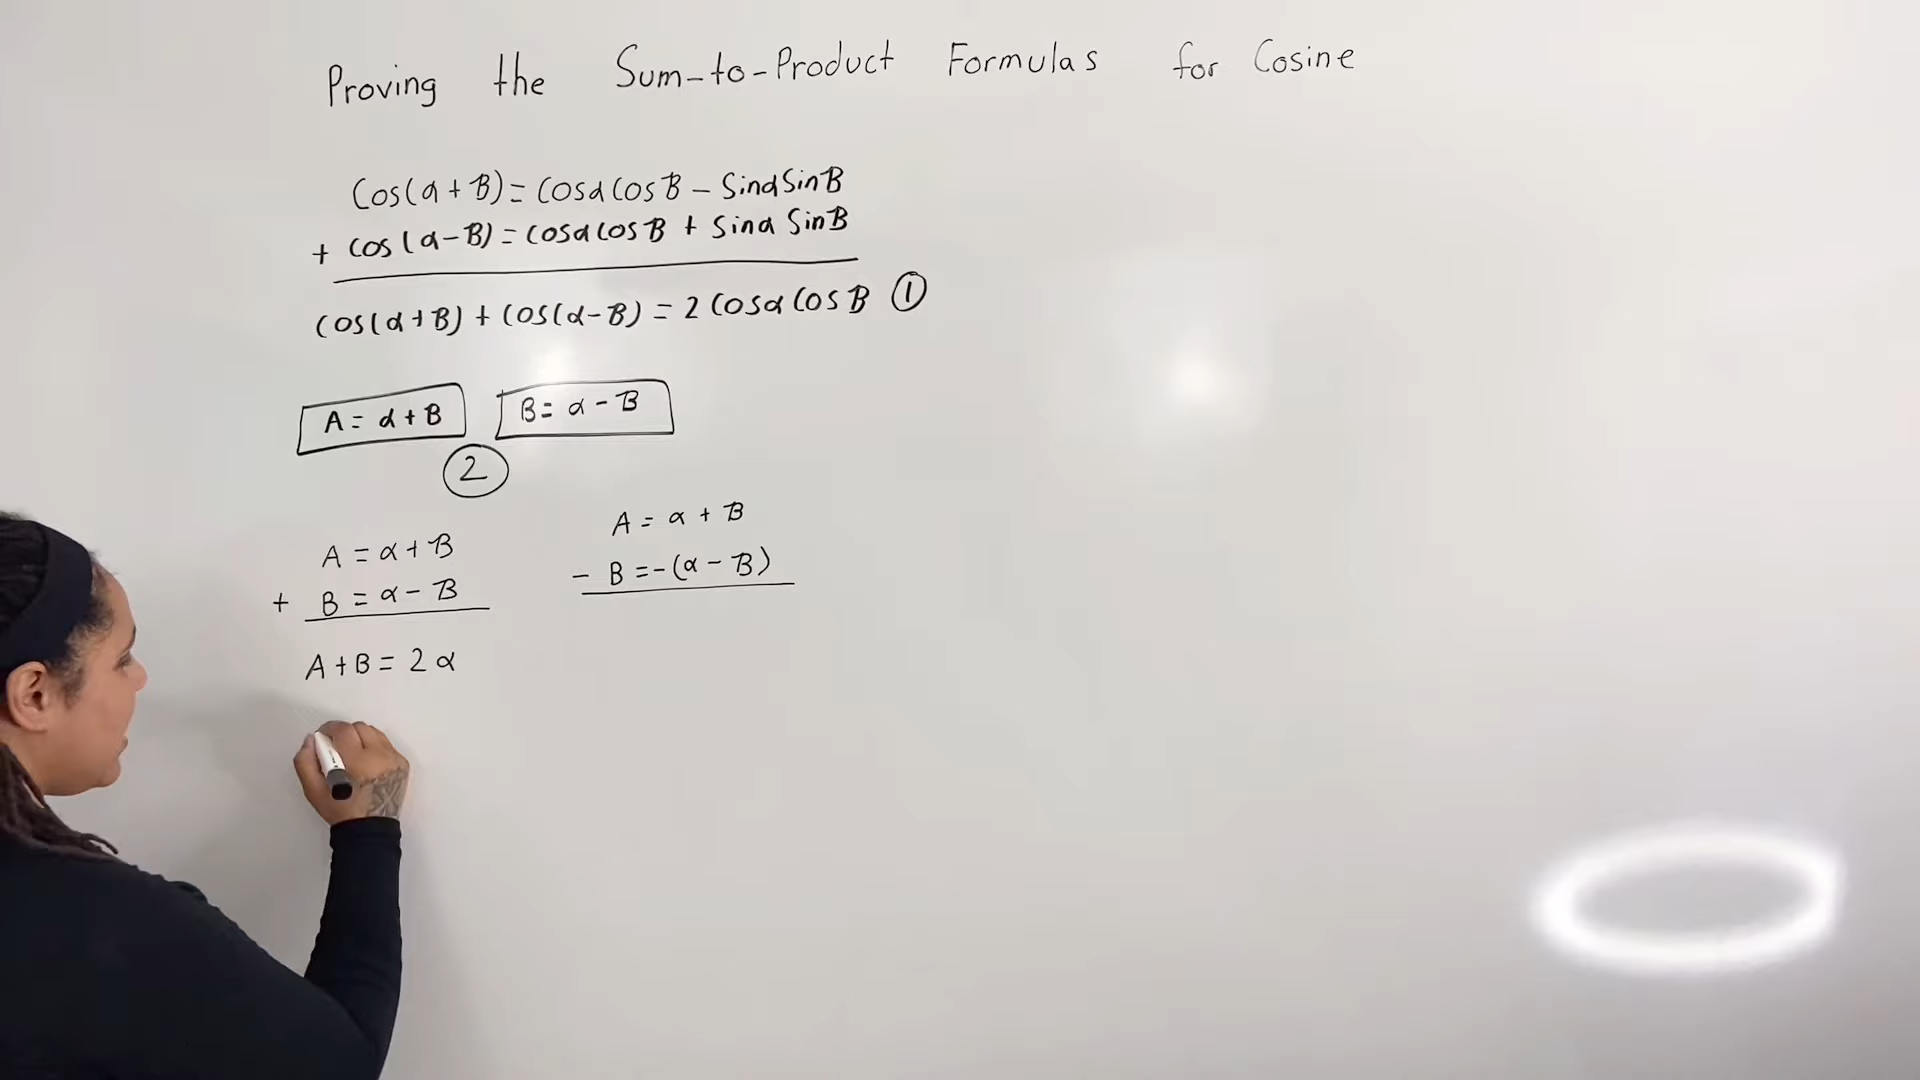 Proving the Sum-to-Product Formulas for Cosine
Cos(α+β)=Cosα Cosβ - Sinα Sinβ
+ Cos(α-β)=Cosα Cosβ + Sinα Sinβ
Cos(α+β)+Cos(α-β)=2 Cosα Cosβ ①
A=α+β B=α-β
②
A=α+β
+ B=α-β
A+B=2α
A=α+β
- B=-(α-β)